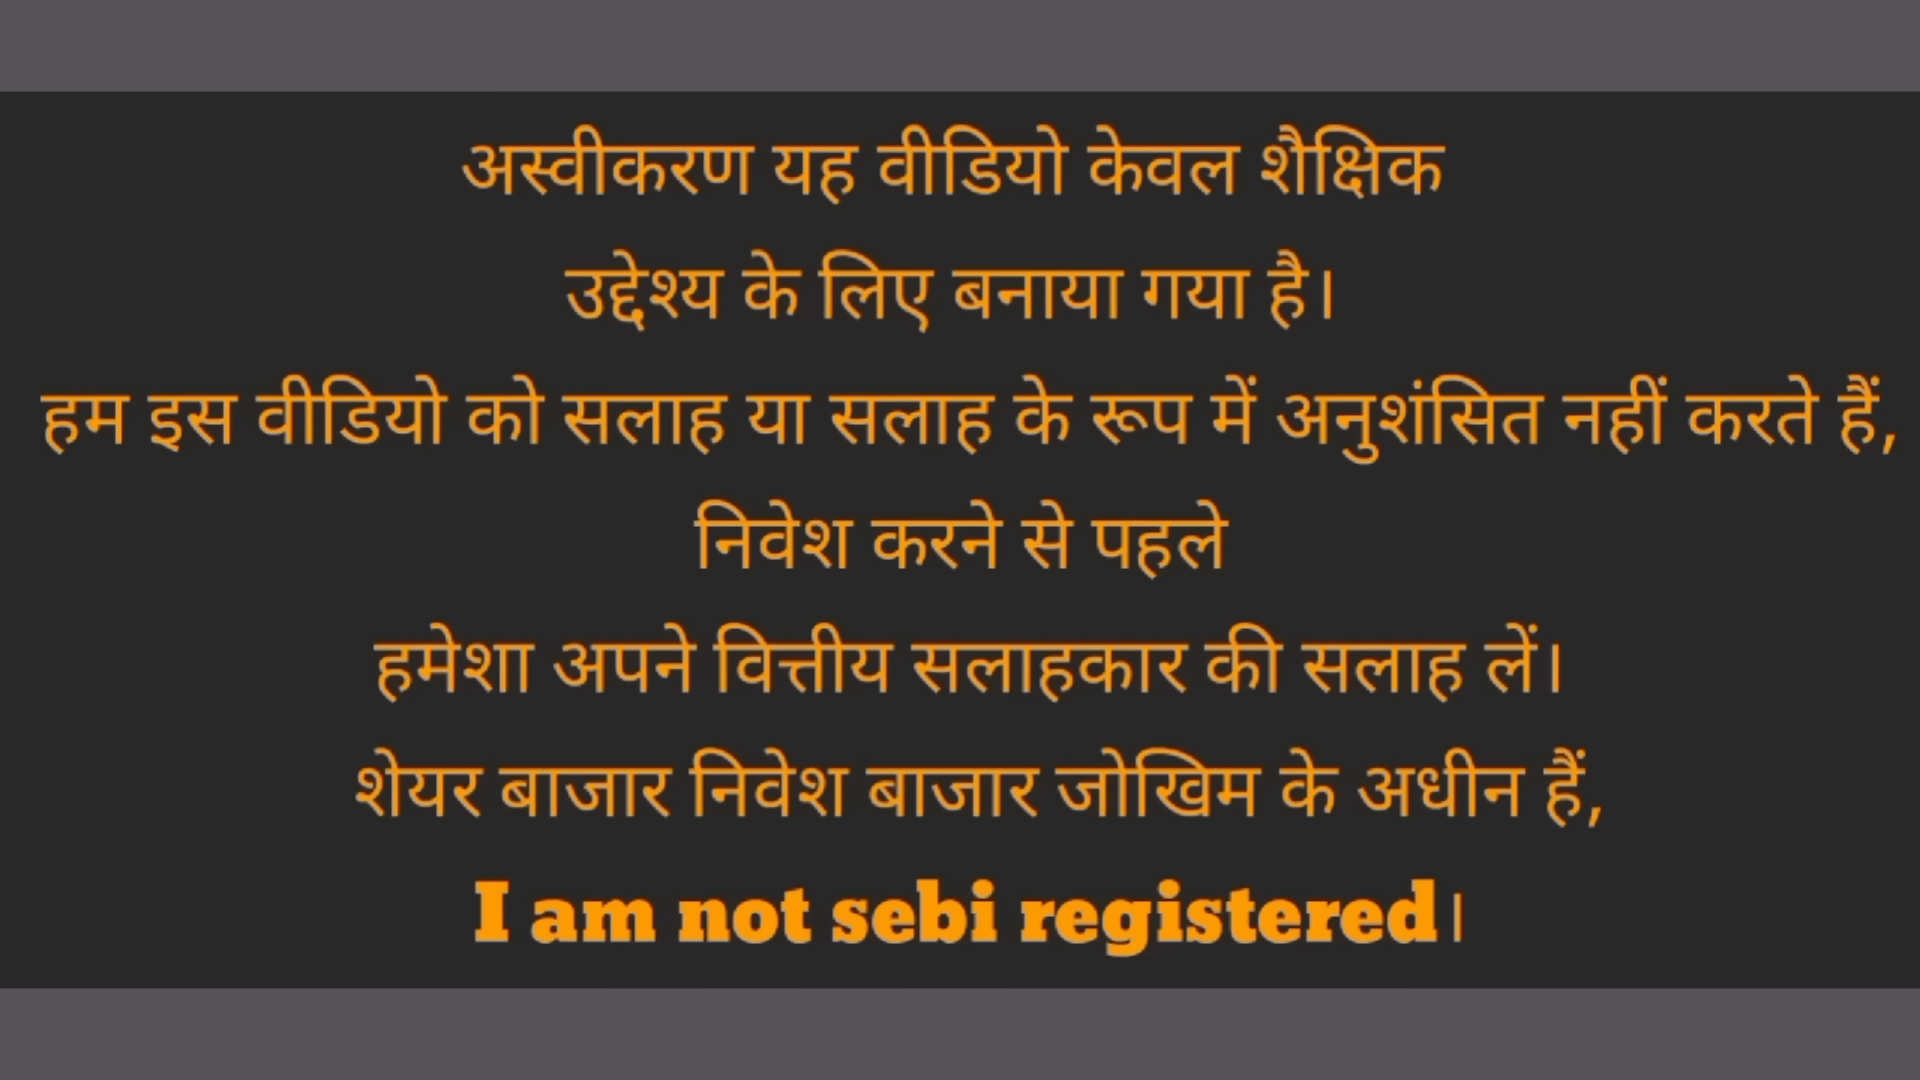 अस्वीकरण यह वीडियो केवल शैक्षिक
उद्देश्य के लिए बनाया गया है।
हम इस वीडियो को सलाह या सलाह के रूप में अनुशंसित नहीं करते हैं,
निवेश करने से पहले
हमेशा अपने वित्तीय सलाहकार की सलाह लें।
शेयर बाजार निवेश बाजार जोखिम के अधीन हैं,
I am not sebi registered।